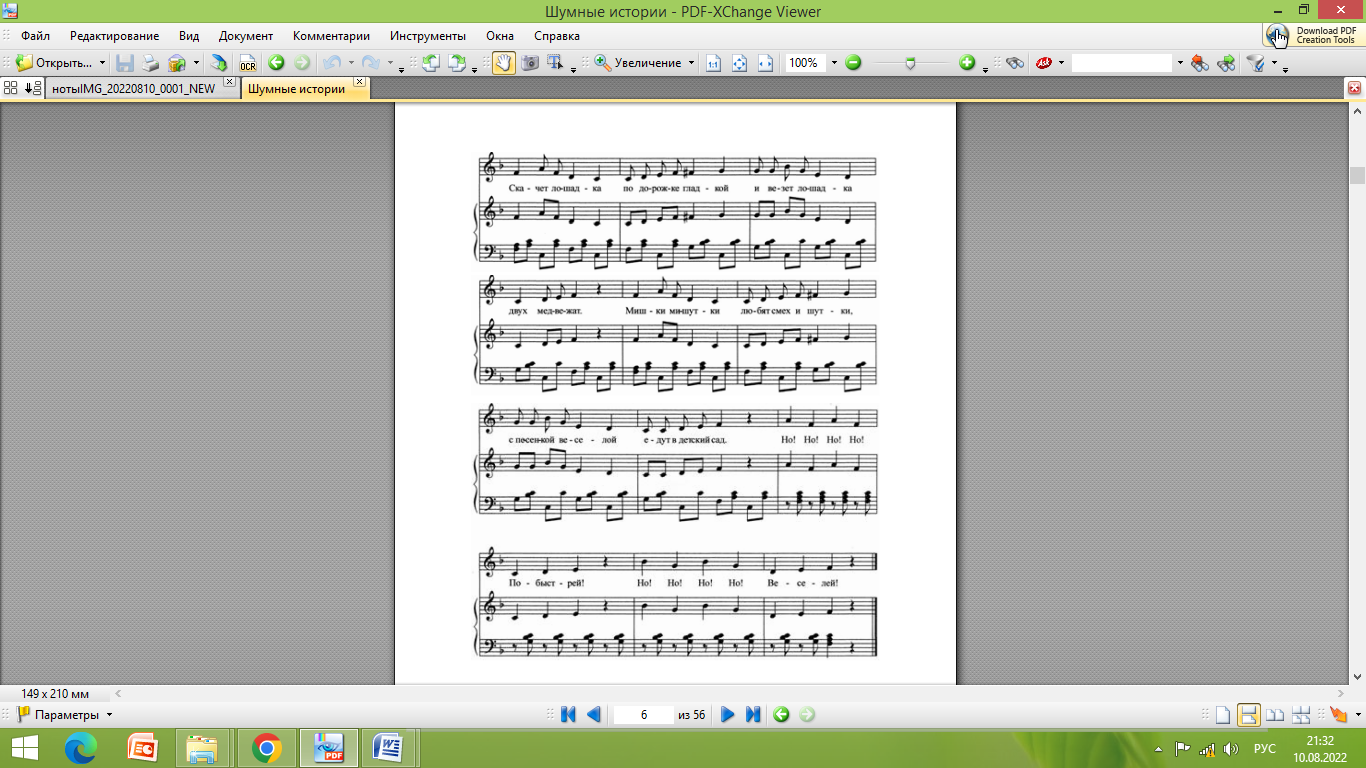 Шумные истории - PDF-XChange Viewer
Файл Редактирование Вид Документ Комментарии Инструменты Окна Справка
Download PDF
Creation Tools
Открыть... OCR Увеличение 100% Ask
нотыIMG_20220810_0001_NEW Шумные истории
Ска - чет ло-шад - ка по до-рож-ке глад - кой и ве-зет ло-шад - ка
двух мед-ве-жат. Миш - ки ми-шут - ки лю-бят смех и шут - ки,
с пе-сен-кой ве - се - лой е - дут в детский сад. Но! Но! Но! Но!
По - быст - рей! Но! Но! Но! Но! Ве - се - лей!
149 x 210 мм
Параметры 6 из 56
РУС 21:32
10.08.2022